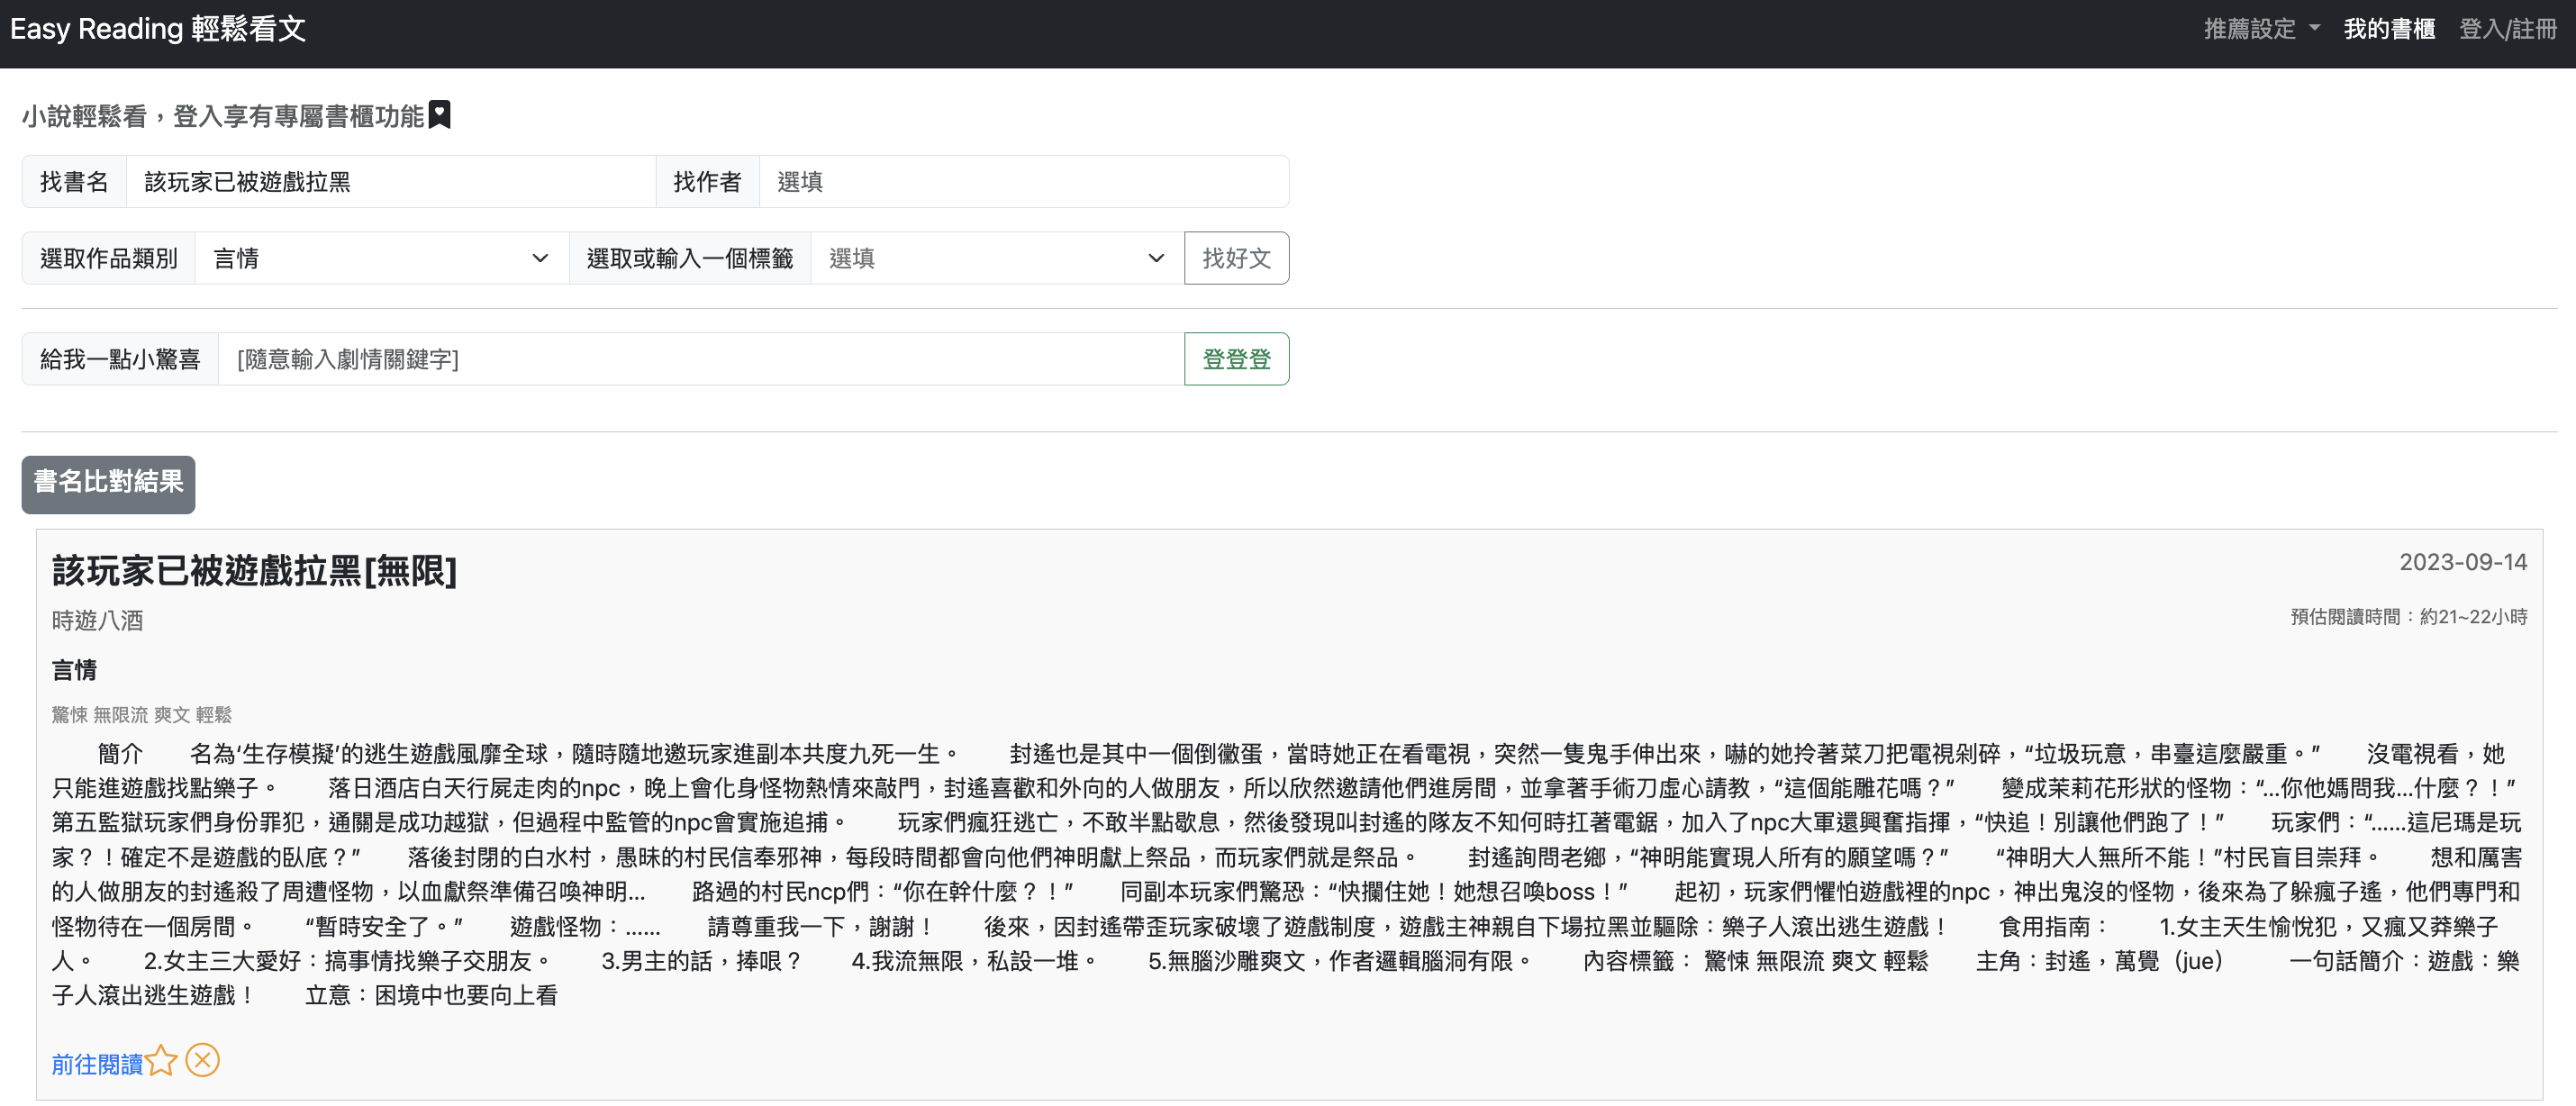 Easy Reading 輕鬆看文
推薦設定 我的書櫃 登入/註冊
小說輕鬆看，登入享有專屬書櫃功能
找書名 該玩家已被遊戲拉黑 找作者 選填
選取作品類別 言情 選取或輸入一個標籤 選填 找好文
給我一點小驚喜 [隨意輸入劇情關鍵字] 登登登
書名比對結果
該玩家已被遊戲拉黑[無限] 2023-09-14
時遊八酒 預估閱讀時間：約21~22小時
言情
驚悚 無限流 爽文 輕鬆
簡介　　名為‘生存模擬’的逃生遊戲風靡全球，隨時隨地邀玩家進副本共度九死一生。　　封遙也是其中一個倒黴蛋，當時她正在看電視，突然一隻鬼手伸出來，嚇的她拎著菜刀把電視剁碎，“垃圾玩意，串臺這麼嚴重。”　　沒電視看，她
只能進遊戲找點樂子。　　落日酒店白天行屍走肉的npc，晚上會化身怪物熱情來敲門，封遙喜歡和外向的人做朋友，所以欣然邀請他們進房間，並拿著手術刀虛心請教，“這個能雕花嗎？”　　變成茉莉花形狀的怪物：“…你他媽問我…什麼？！”
第五監獄玩家們身份罪犯，通關是成功越獄，但過程中監管的npc會實施追捕。　　玩家們瘋狂逃亡，不敢半點歇息，然後發現叫封遙的隊友不知何時扛著電鋸，加入了npc大軍還興奮指揮，“快追！別讓他們跑了！”　　玩家們：“……這尼瑪是玩
家？！確定不是遊戲的臥底？”　　落後封閉的白水村，愚昧的村民信奉邪神，每段時間都會向他們神明獻上祭品，而玩家們就是祭品。　　封遙詢問老鄉，“神明能實現人所有的願望嗎？”　　“神明大人無所不能！”村民盲目崇拜。　　想和厲害
的人做朋友的封遙殺了周遭怪物，以血獻祭準備召喚神明…　　路過的村民ncp們：“你在幹什麼？！”　　同副本玩家們驚恐：“快攔住她！她想召喚boss！”　　起初，玩家們懼怕遊戲裡的npc，神出鬼沒的怪物，後來為了躲瘋子遙，他們專門和
怪物待在一個房間。　　“暫時安全了。”　　遊戲怪物：……　　請尊重我一下，謝謝！　　後來，因封遙帶歪玩家破壞了遊戲制度，遊戲主神親自下場拉黑並驅除：樂子人滾出逃生遊戲！　　食用指南：　　1.女主天生愉悅犯，又瘋又莽樂子
人。　　2.女主三大愛好：搞事情找樂子交朋友。　　3.男主的話，捧哏？　　4.我流無限，私設一堆。　　5.無腦沙雕爽文，作者邏輯腦洞有限。　　內容標籤： 驚悚 無限流 爽文 輕鬆　　主角：封遙，萬覺（jue）　　一句話簡介：遊戲：樂
子人滾出逃生遊戲！　　立意：困境中也要向上看
前往閱讀